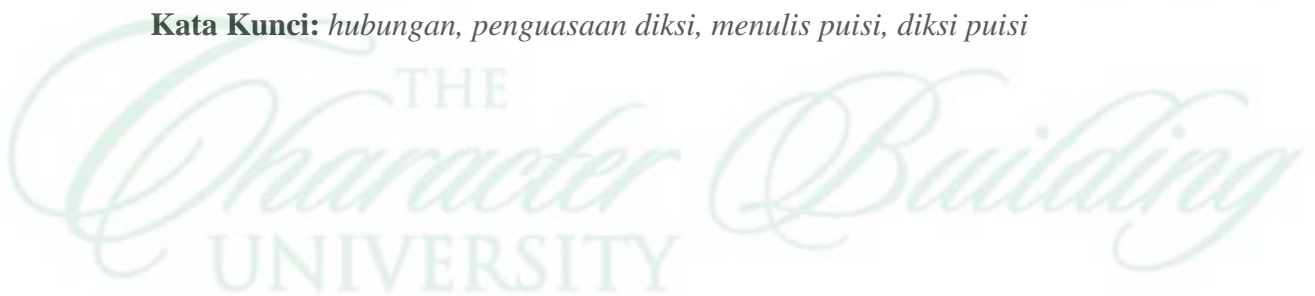 Kata Kunci: hubungan, penguasaan diksi, menulis puisi, diksi puisi
THE
Character Building
UNIVERSITY